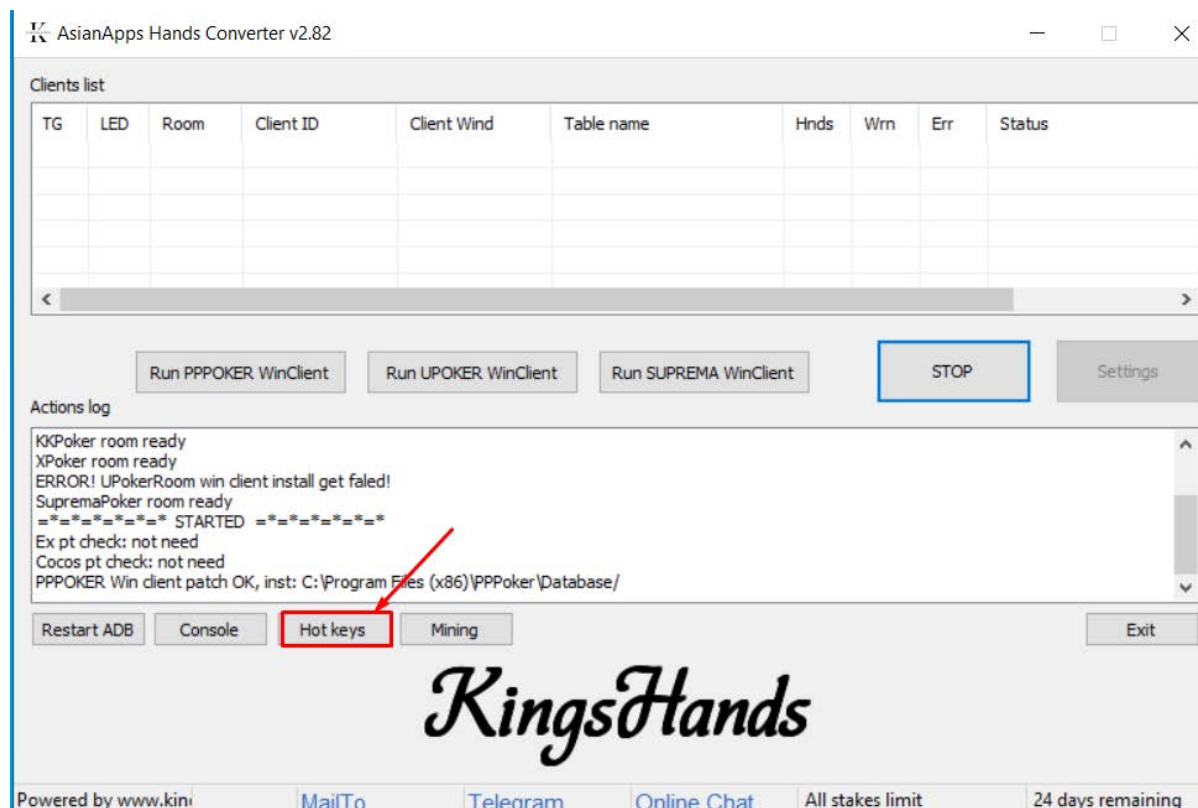 AsianApps Hands Converter v2.82
Clients list
TG LED Room Client ID Client Wind Table name Hnds Wrn Err Status
Run PPPOKER WinClient Run UPOKER WinClient Run SUPREMA WinClient STOP Settings
Actions log
KKPoker room ready
XPoker room ready
ERROR! UPokerRoom win client install get faled!
SupremaPoker room ready
=*=*=*=*=*=* STARTED =*=*=*=*=*=*
Ex pt check: not need
Cocos pt check: not need
PPPOKER Win client patch OK, inst: C:\Program Files (x86)\PPPoker\Database/
Restart ADB Console Hot keys Mining Exit
KingsHands
Powered by MailTo Telegram Online Chat All stakes limit 24 days remaining